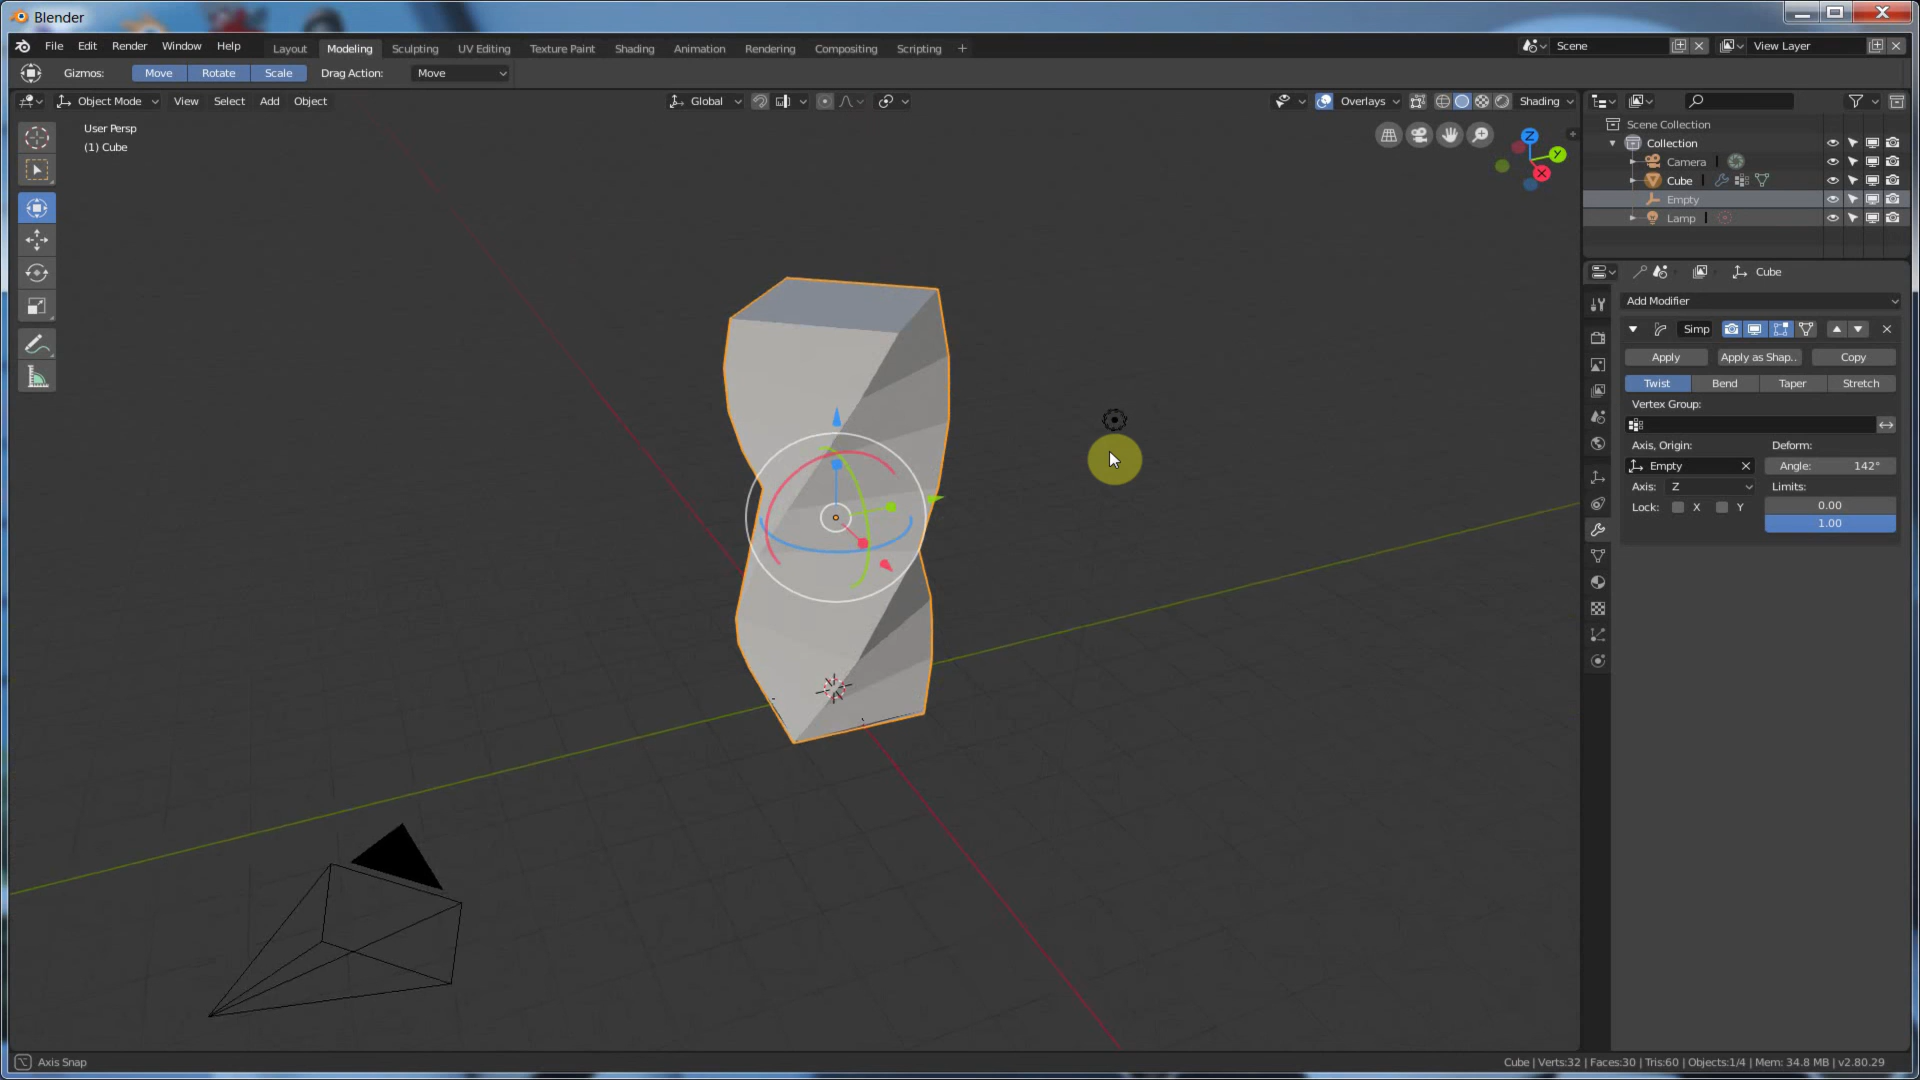 Blender
File Edit Render Window Help
Layout Modeling Sculpting UV Editing Texture Paint Shading Animation Rendering Compositing Scripting +
Scene
View Layer
Gizmos: Move Rotate Scale Drag Action: Move
Object Mode View Select Add Object
Global
Overlays
Shading
User Persp
(1) Cube
Z
Y
X
Scene Collection
Collection
Camera
Cube
Empty
Lamp
Cube
Add Modifier
Simp
Apply Apply as Shap.. Copy
Twist Bend Taper Stretch
Vertex Group:
Axis, Origin: Deform:
Empty Angle: 142°
Axis: Z Limits:
Lock: X Y 0.00
1.00
Axis Snap
Cube | Verts:32 | Faces:30 | Tris:60 | Objects:1/4 | Mem: 34.8 MB | v2.80.29